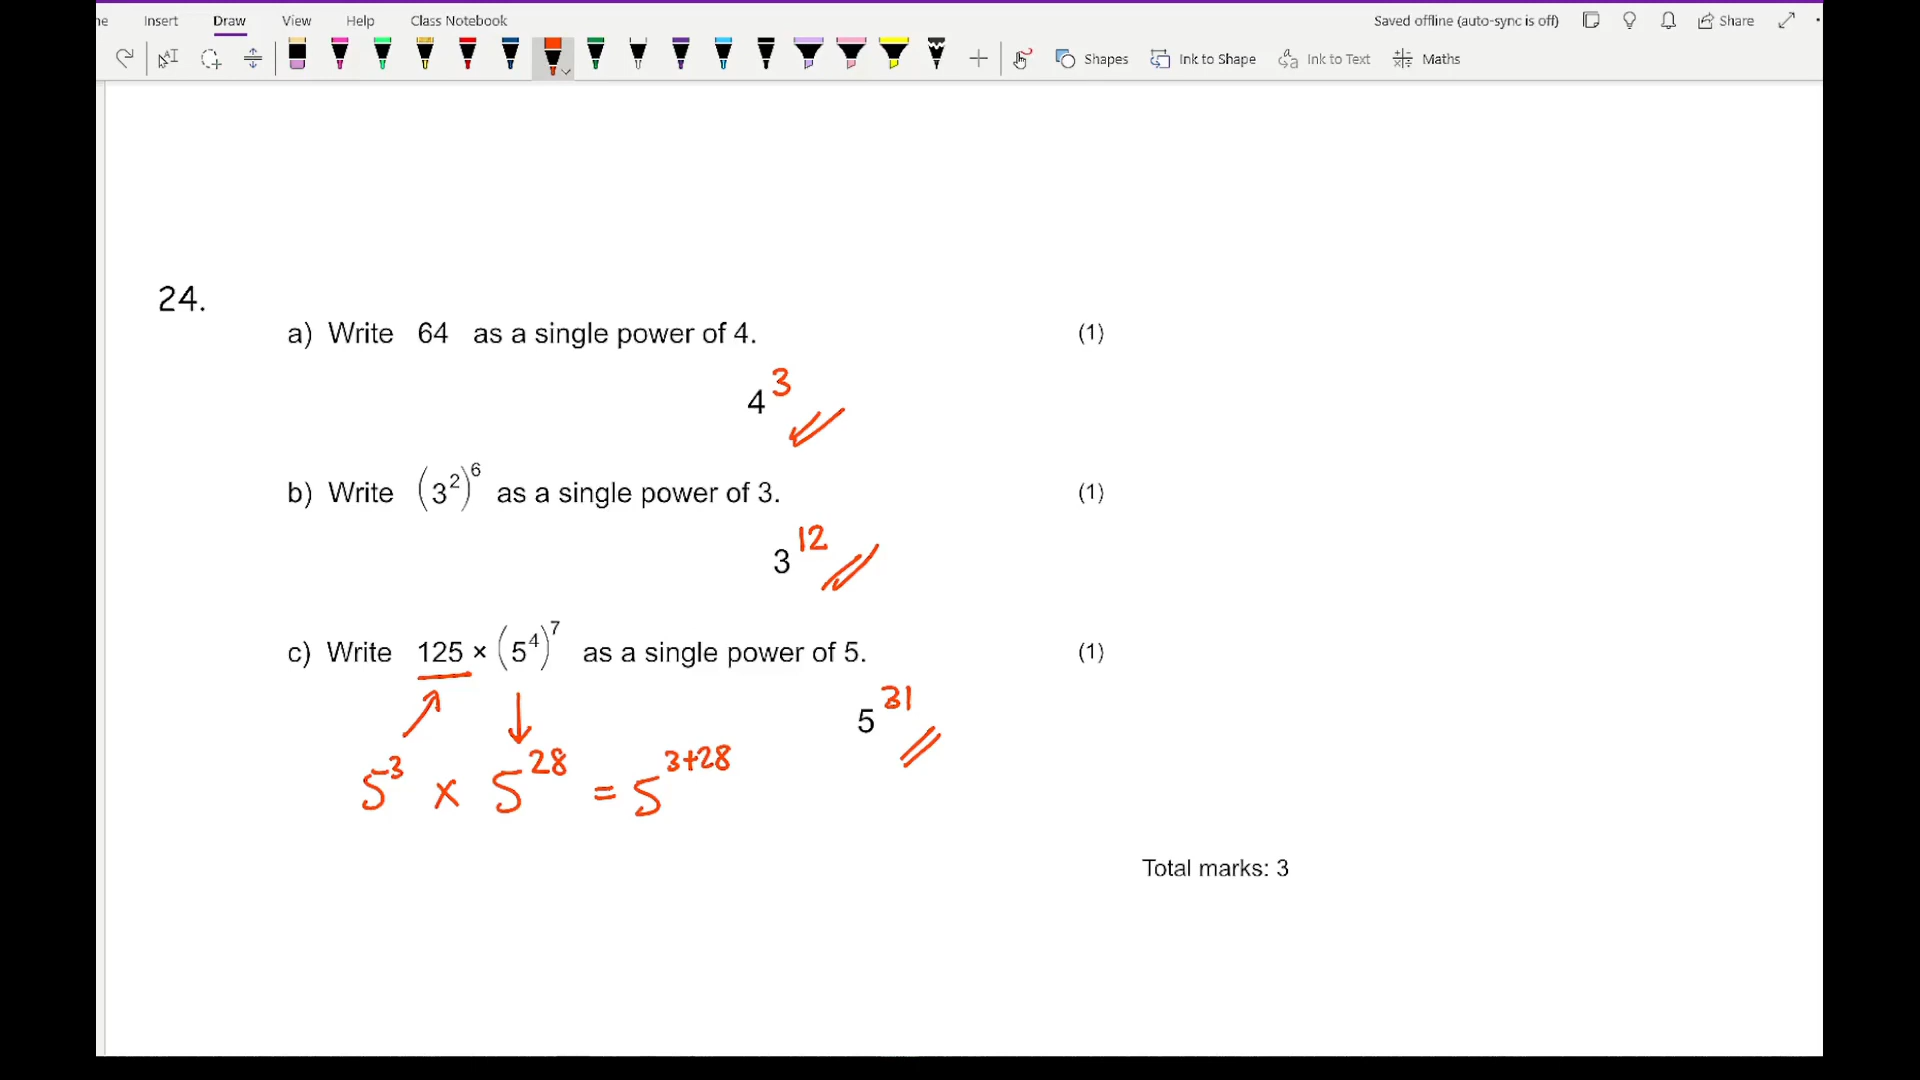 ne Insert Draw View Help Class Notebook Saved offline (auto-sync is off) Share
Shapes Ink to Shape Ink to Text Maths
24.
a) Write 64 as a single power of 4. (1)
4³
b) Write (3²)⁶ as a single power of 3. (1)
3¹²
c) Write 125 × (5⁴)⁷ as a single power of 5. (1)
5³¹
5³ × 5²⁸ = 5³⁺²⁸
Total marks: 3